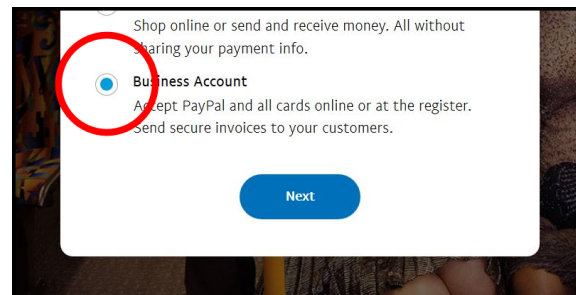 Shop online or send and receive money. All without
sharing your payment info.
Business Account
Accept PayPal and all cards online or at the register.
Send secure invoices to your customers.
Next